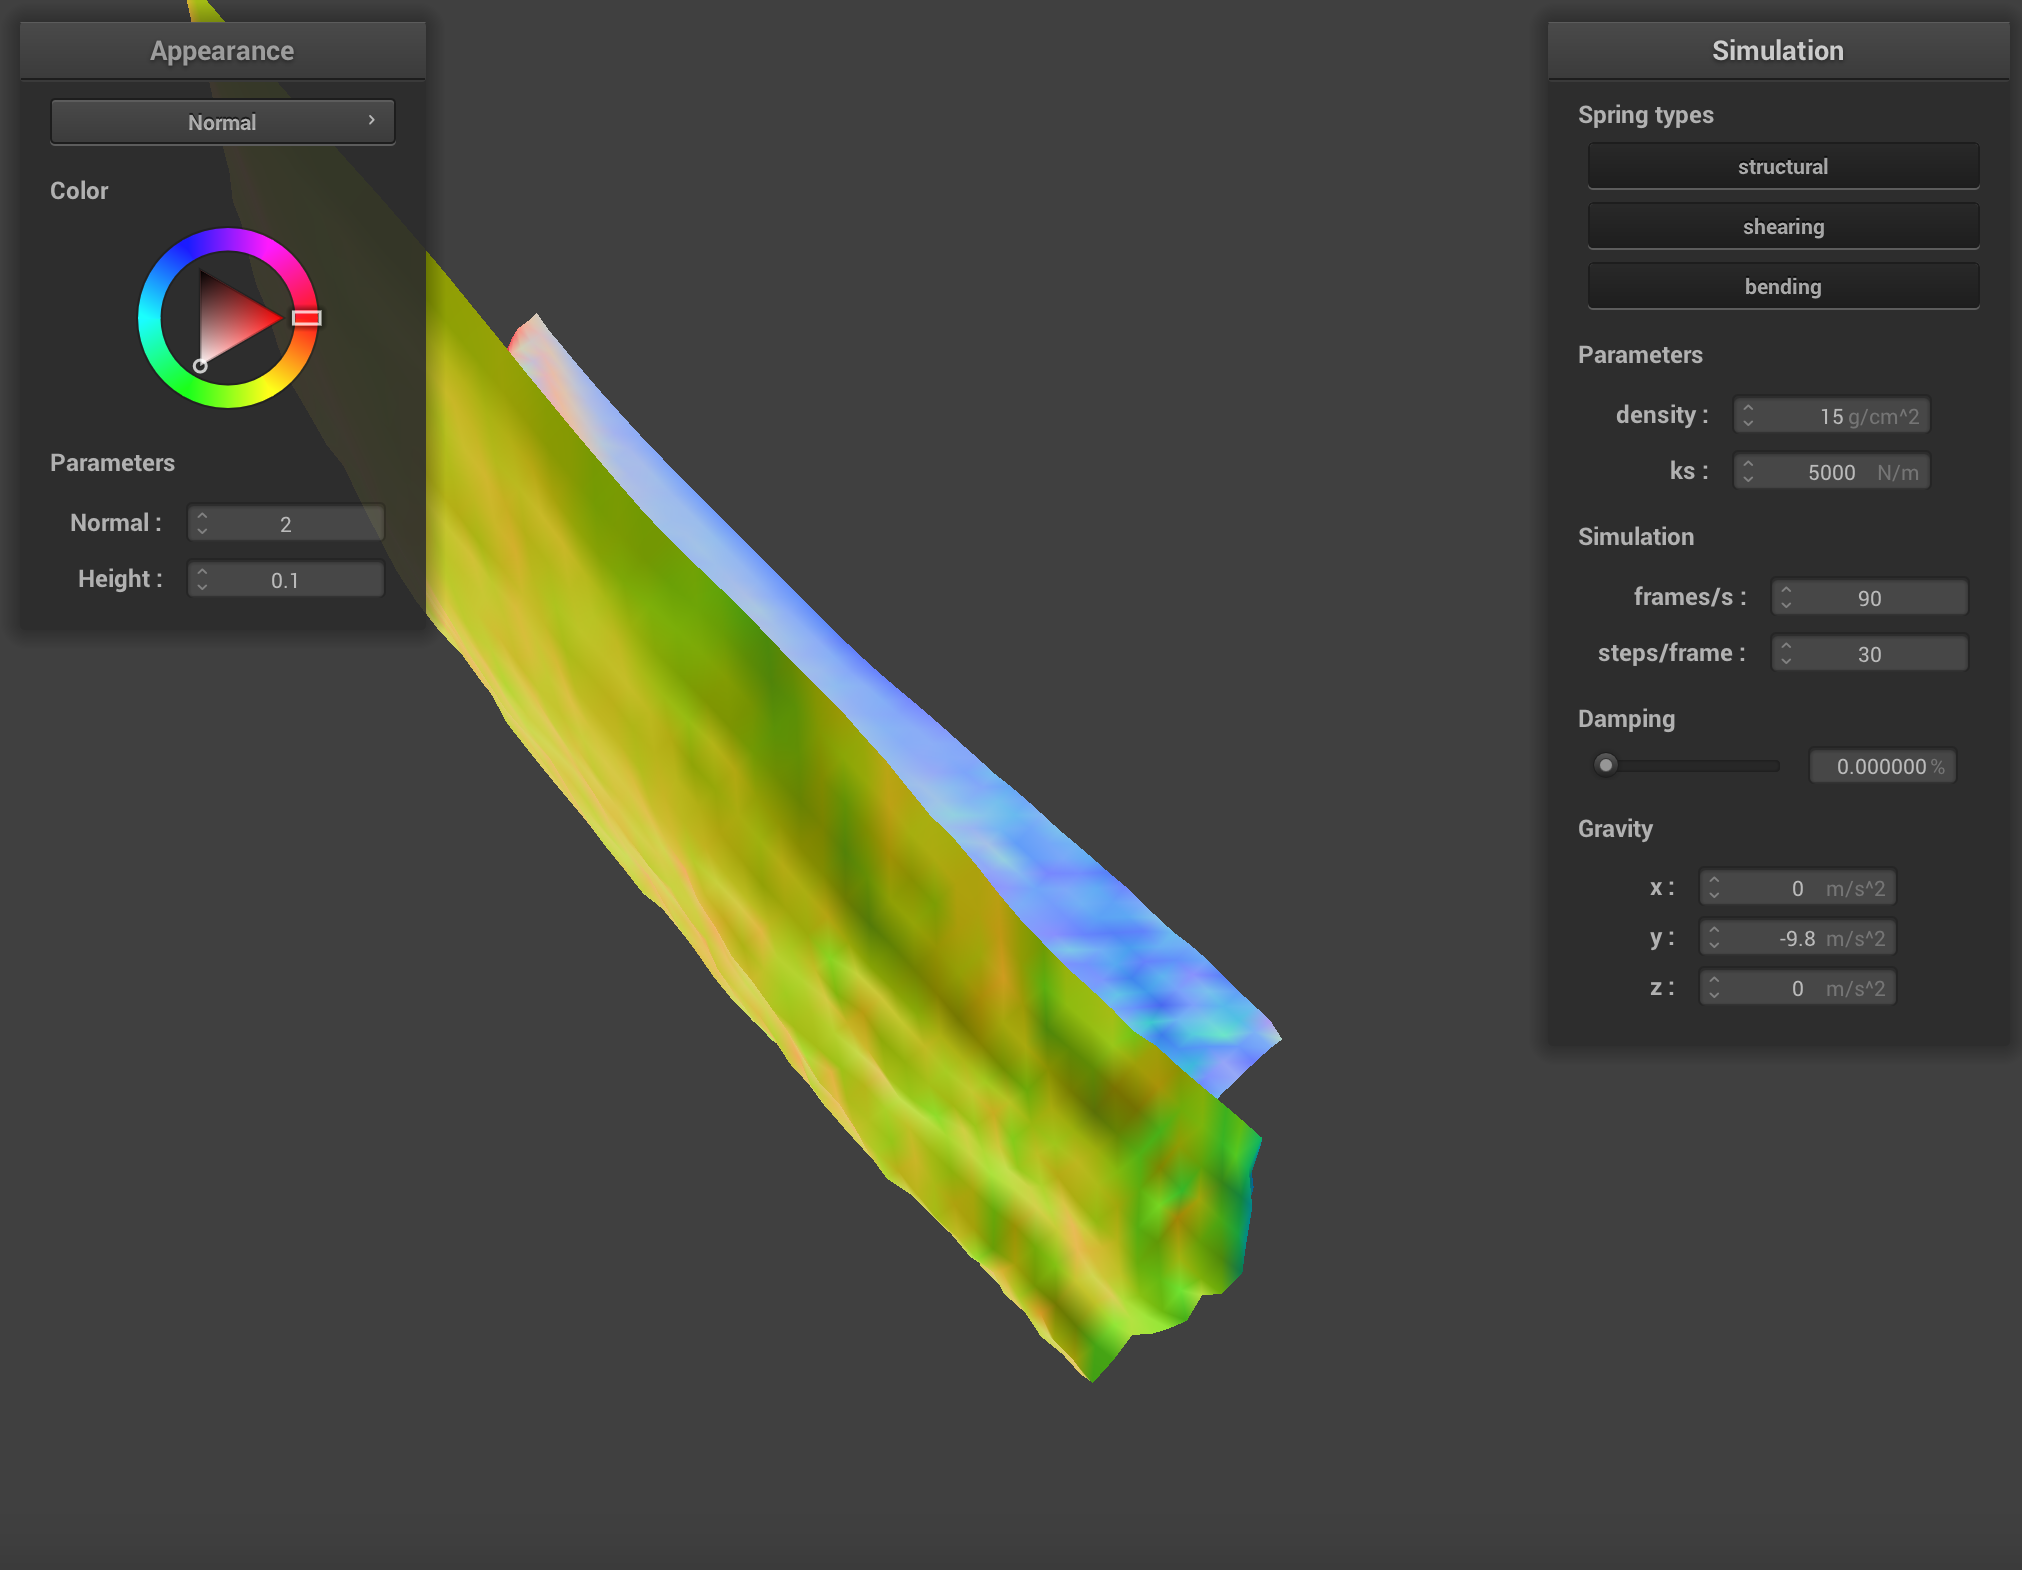 Appearance
Normal
Color
Parameters
Normal : 2
Height : 0.1
Simulation
Spring types
structural
shearing
bending
Parameters
density : 15 g/cm^2
ks : 5000 N/m
Simulation
frames/s : 90
steps/frame : 30
Damping
0.000000 %
Gravity
x : 0 m/s^2
y : -9.8 m/s^2
z : 0 m/s^2